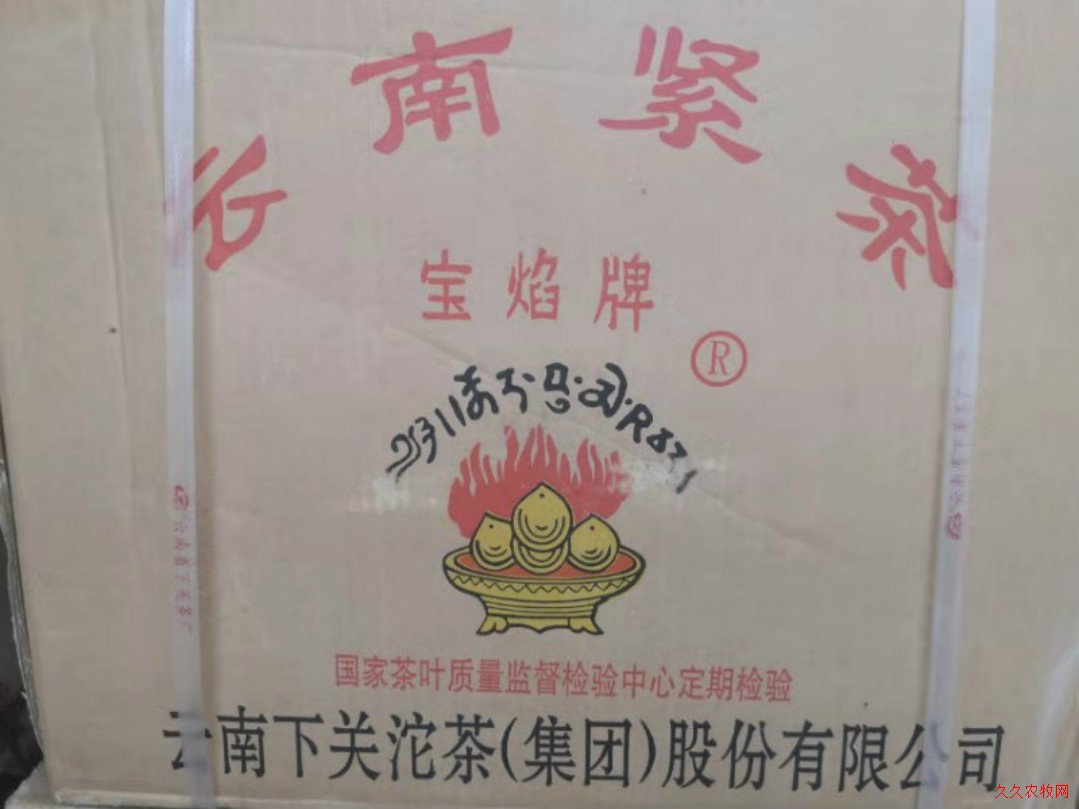 云南紧茶
宝焰牌
®
国家茶叶质量监督检验中心定期检验
云南下关沱茶(集团)股份有限公司
久久农牧网